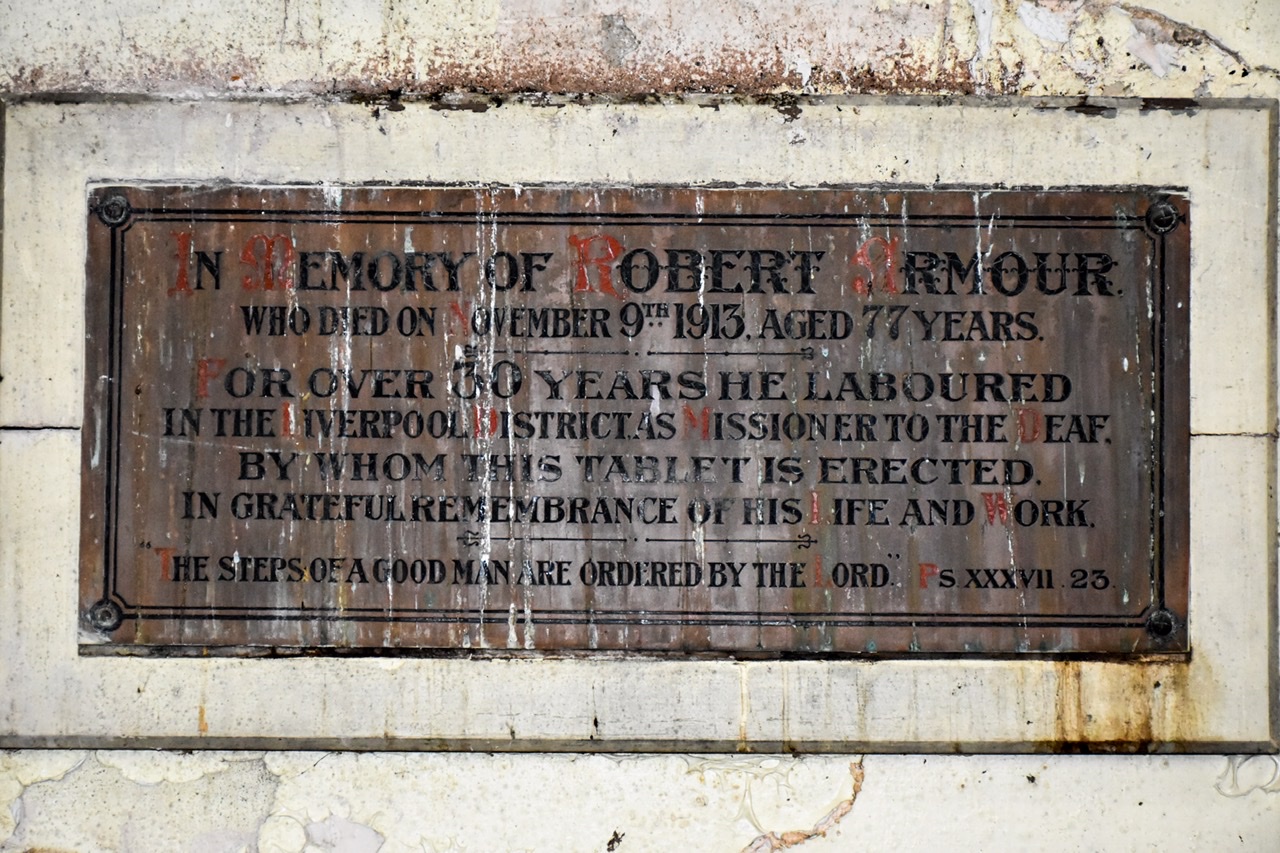 In Memory of Robert Armour.
who died on November 9th 1913, aged 77 years.
For over 30 years he laboured
in the Liverpool District, as Missioner to the Deaf,
by whom this tablet is erected.
in grateful remembrance of his Life and Work.
"The steps of a good man are ordered by the Lord." Ps. XXXVII. 23.